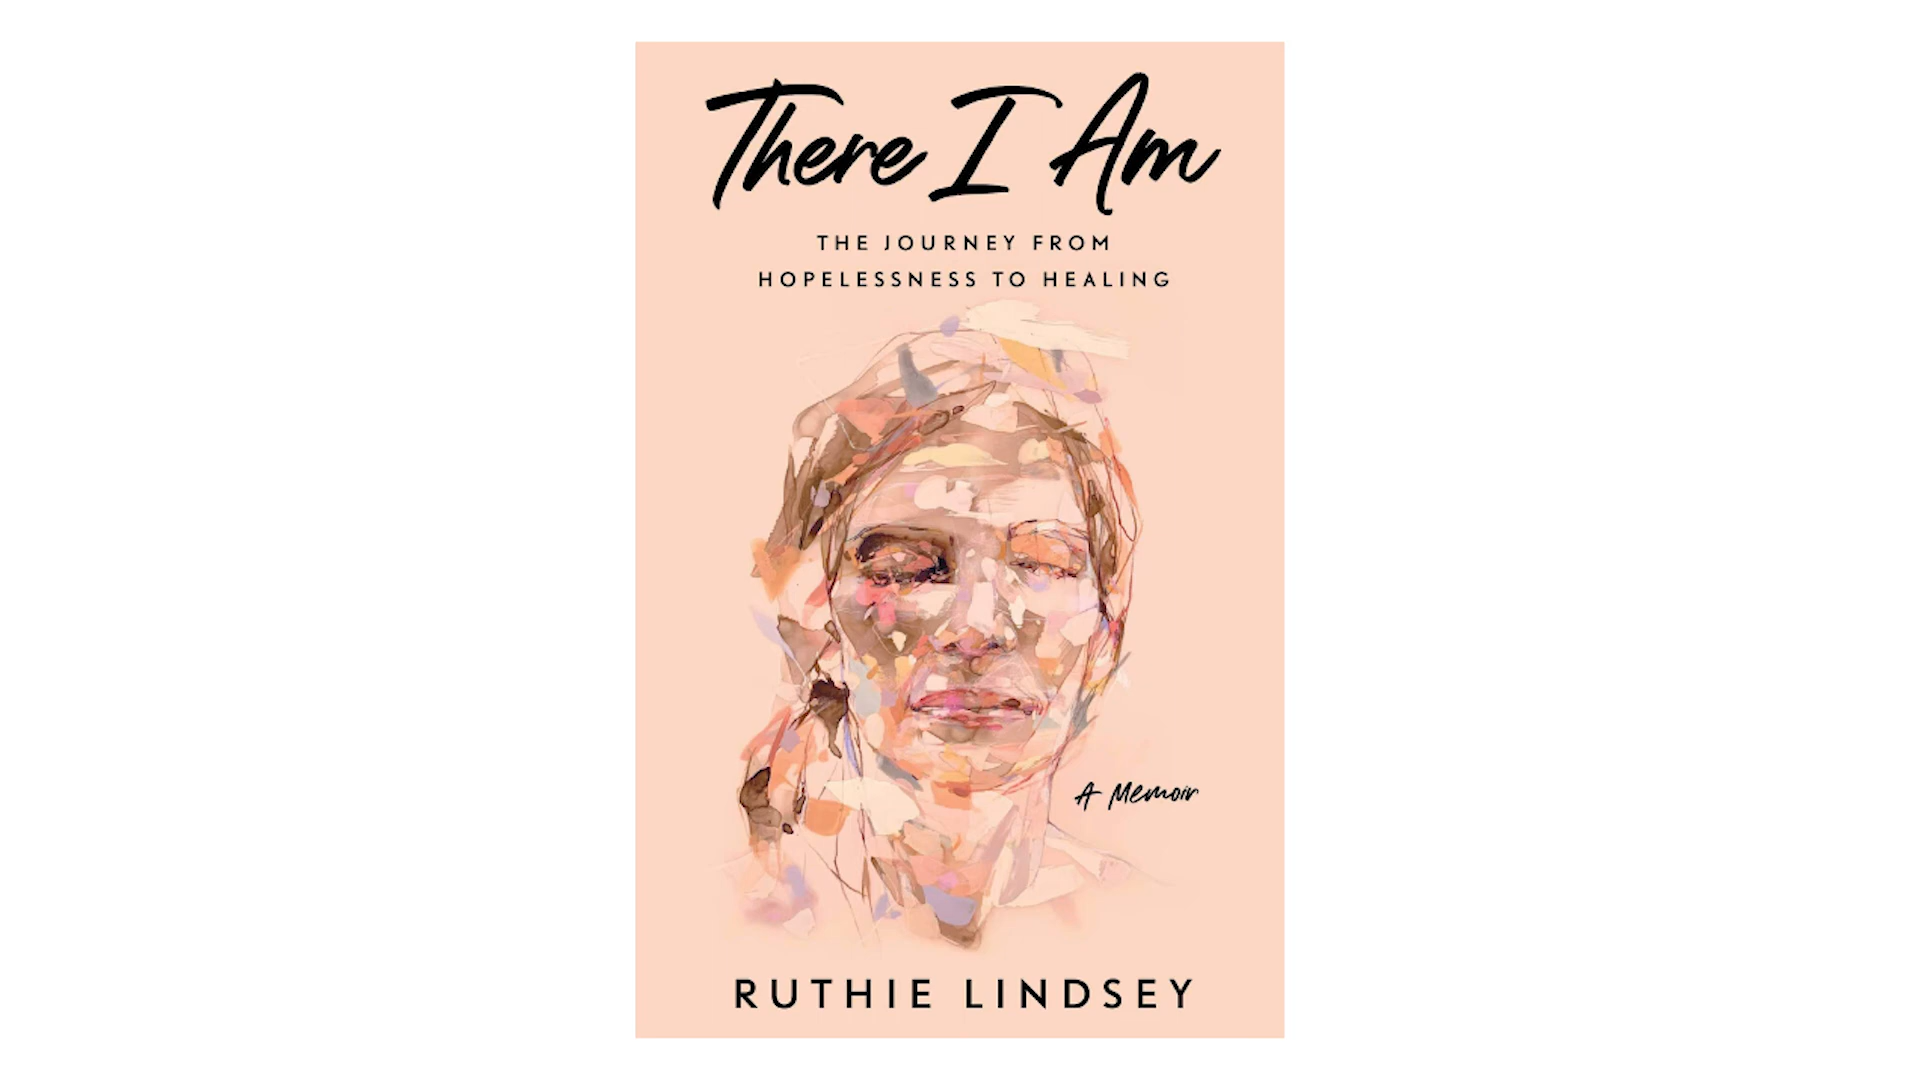 There I Am
THE JOURNEY FROM
HOPELESSNESS TO HEALING
A Memoir
RUTHIE LINDSEY